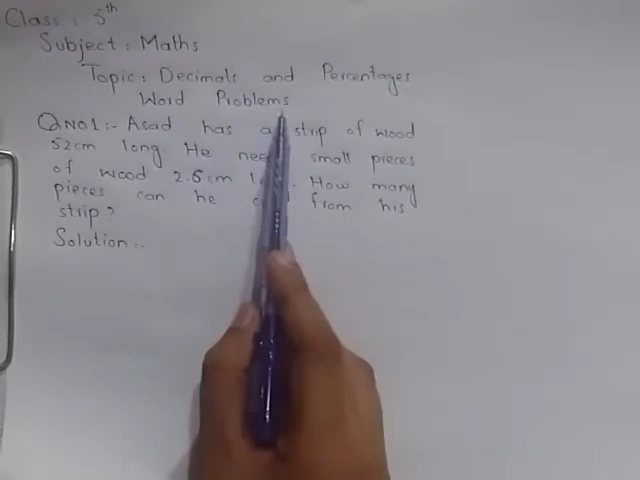 Class: 5th
Subject: Maths
Topic: Decimals and Percentages
Word Problems
QNO1:- Asad has a strip of wood
52cm long. He small pieces
of wood 2.6cm How many
pieces can he from his
strip?
Solution:-